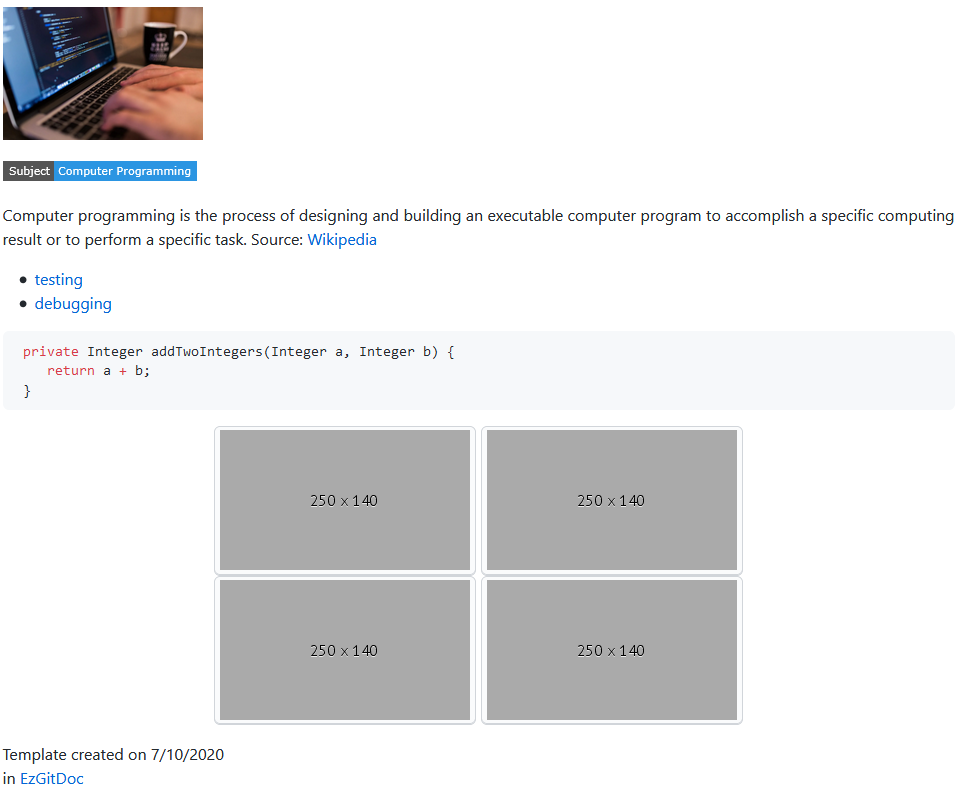 KEEP
CALM
Subject Computer Programming
Computer programming is the process of designing and building an executable computer program to accomplish a specific computing
result or to perform a specific task. Source: Wikipedia
testing
debugging
private Integer addTwoIntegers(Integer a, Integer b) {
return a + b;
}
250 x 140
250 x 140
250 x 140
250 x 140
Template created on 7/10/2020
in EzGitDoc